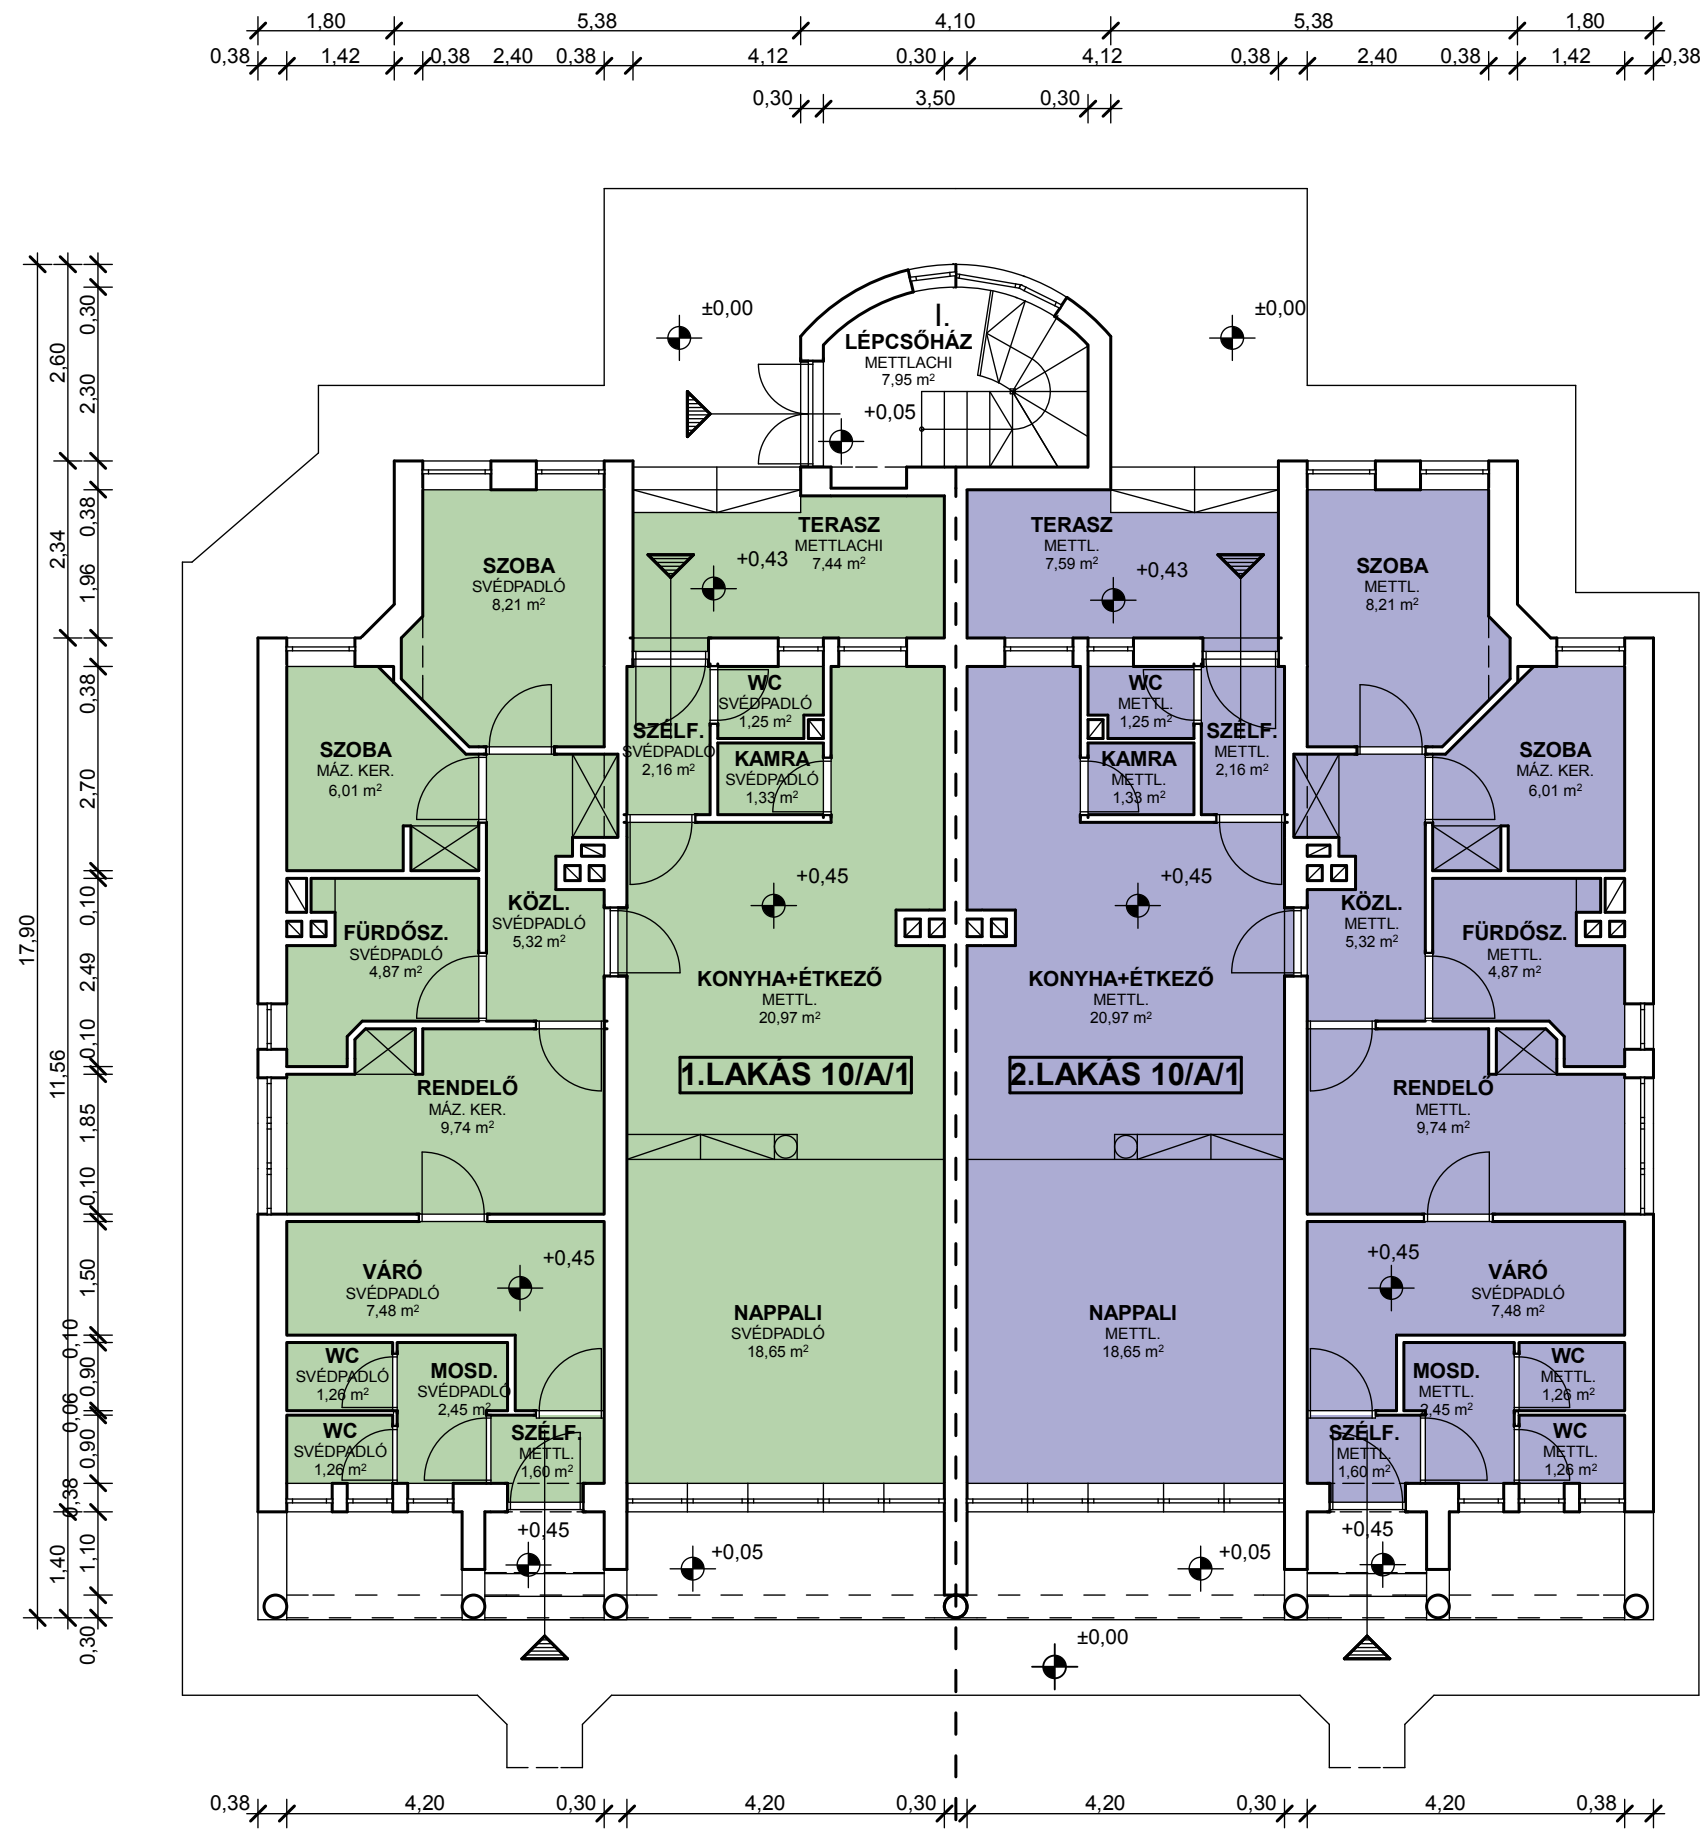 1,80 5,38 4,10 5,38 1,80
0,38 1,42 0,38 2,40 0,38 4,12 0,30 4,12 0,38 2,40 0,38 1,42 0,38
0,30 3,50 0,30
17,90
2,60
2,34
11,56
1,40
0,30
2,30
0,38
1,96
0,38
2,70
0,10
2,49
0,10
1,85
0,10
1,50
0,10
0,90
0,06
0,90
0,38
1,10
0,30
±0,00
±0,00
I.
LÉPCSŐHÁZ
METTLACHI
7,95 m²
+0,05
SZOBA
SVÉDPADLÓ
8,21 m²
TERASZ
METTLACHI
7,44 m²
+0,43
SZOBA
MÁZ. KER.
6,01 m²
SZÉLF.
SVÉDPADLÓ
2,16 m²
WC
SVÉDPADLÓ
1,25 m²
KAMRA
SVÉDPADLÓ
1,33 m²
+0,45
KÖZL.
SVÉDPADLÓ
5,32 m²
FÜRDŐSZ.
SVÉDPADLÓ
4,87 m²
KONYHA+ÉTKEZŐ
METTL.
20,97 m²
1.LAKÁS 10/A/1
RENDELŐ
MÁZ. KER.
9,74 m²
VÁRÓ
SVÉDPADLÓ
7,48 m²
+0,45
NAPPALI
SVÉDPADLÓ
18,65 m²
WC
SVÉDPADLÓ
1,26 m²
MOSD.
SVÉDPADLÓ
2,45 m²
WC
SVÉDPADLÓ
1,26 m²
SZÉLF.
METTL.
1,60 m²
+0,45
+0,05
TERASZ
METTL.
7,59 m²
+0,43
SZOBA
METTL.
8,21 m²
WC
METTL.
1,25 m²
SZÉLF.
METTL.
2,16 m²
KAMRA
METTL.
1,33 m²
SZOBA
MÁZ. KER.
6,01 m²
+0,45
KÖZL.
METTL.
5,32 m²
FÜRDŐSZ.
METTL.
4,87 m²
KONYHA+ÉTKEZŐ
METTL.
20,97 m²
2.LAKÁS 10/A/1
RENDELŐ
METTL.
9,74 m²
+0,45
VÁRÓ
SVÉDPADLÓ
7,48 m²
NAPPALI
METTL.
18,65 m²
MOSD.
METTL.
2,45 m²
WC
METTL.
1,26 m²
SZÉLF.
METTL.
1,60 m²
WC
METTL.
1,26 m²
+0,05
+0,45
±0,00
0,38 4,20 0,30 4,20 0,30 4,20 0,30 4,20 0,38